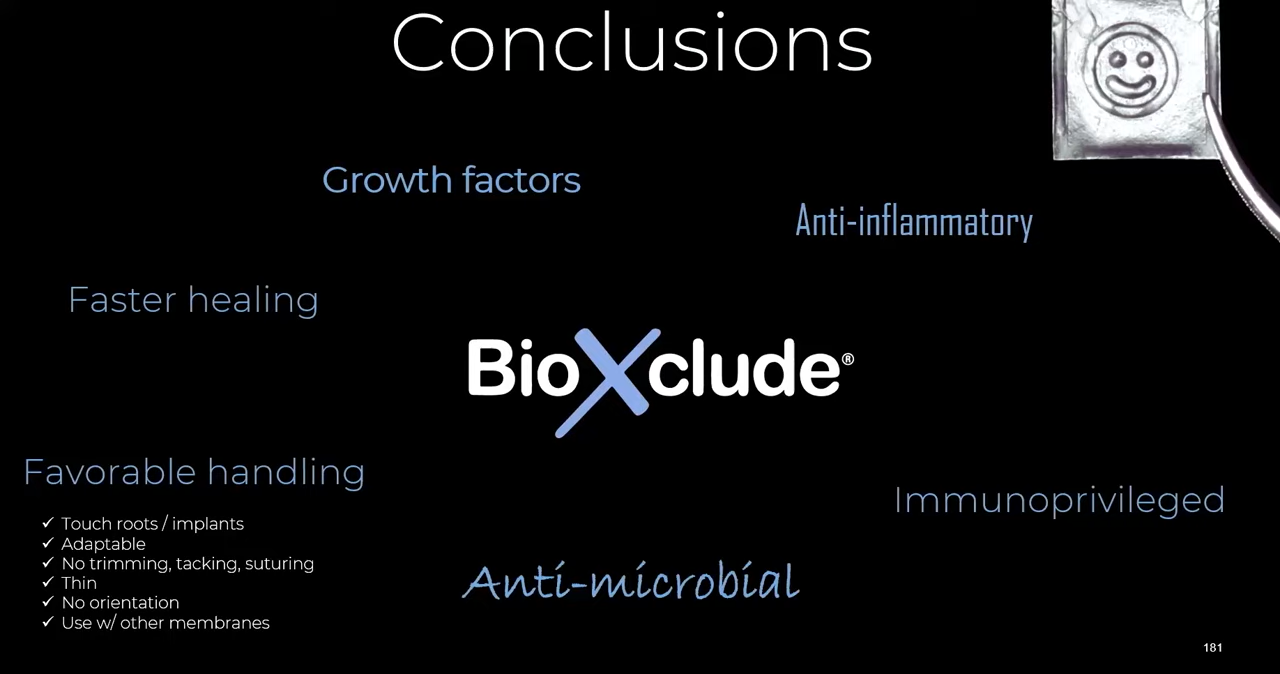 Conclusions
Growth factors
Anti-inflammatory
Faster healing
BioXclude®
Favorable handling
✓ Touch roots / implants
✓ Adaptable
✓ No trimming, tacking, suturing
✓ Thin
✓ No orientation
✓ Use w/ other membranes
Immunoprivileged
Anti-microbial
181